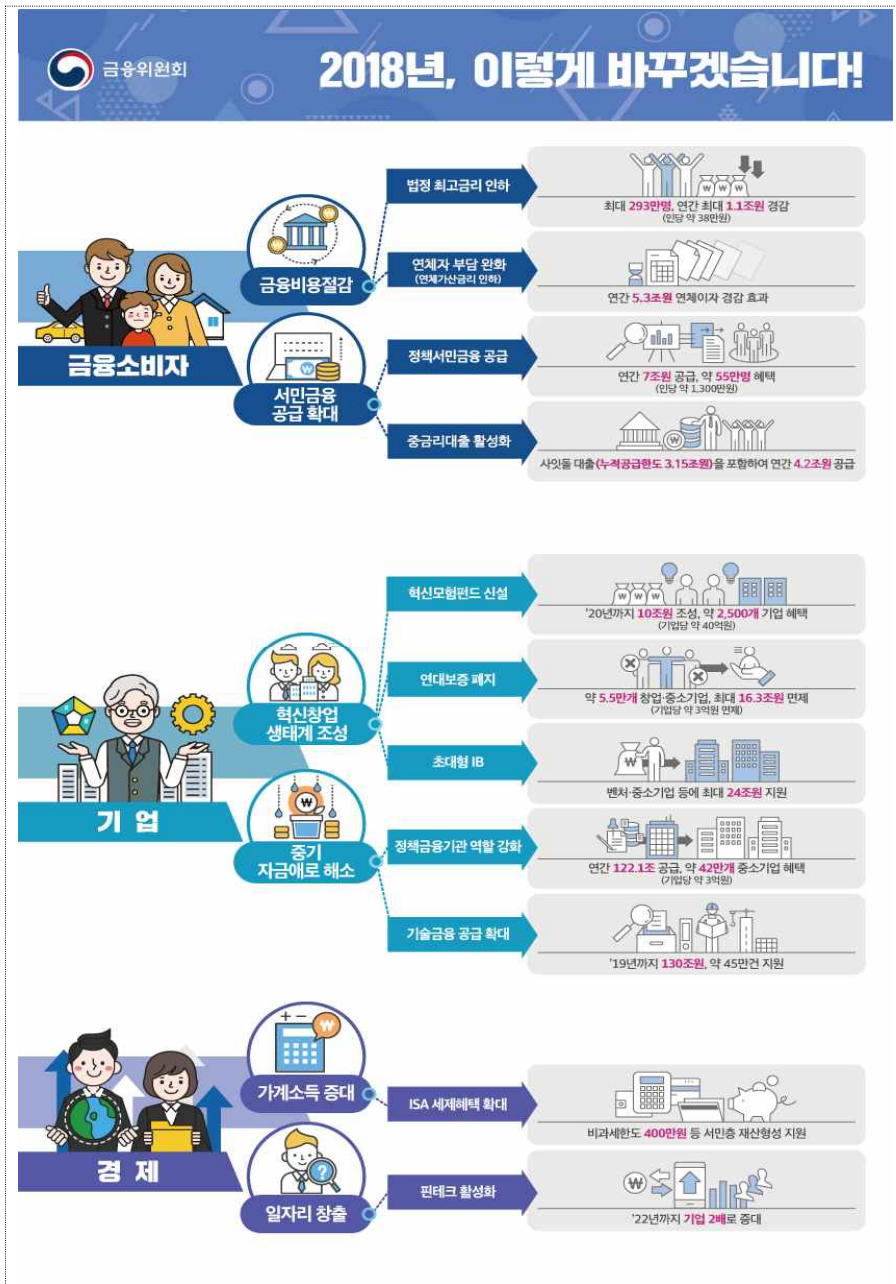 금융위원회
2018년, 이렇게 바꾸겠습니다!
금융소비자
금융비용절감
법정 최고금리 인하
최대 293만명, 연간 최대 1.1조원 경감
(인당 약 38만원)
연체자 부담 완화
(연체가산금리 인하)
연간 5.3조원 연체이자 경감 효과
서민금융
공급 확대
정책서민금융 공급
연간 7조원 공급, 약 55만명 혜택
(인당 약 1,300만원)
중금리대출 활성화
사잇돌 대출(누적공급한도 3.15조원)을 포함하여 연간 4.2조원 공급
기 업
혁신창업
생태계 조성
혁신모험펀드 신설
'20년까지 10조원 조성, 약 2,500개 기업 혜택
(기업당 약 40억원)
연대보증 폐지
약 5.5만개 창업·중소기업, 최대 16.3조원 면제
(기업당 약 3억원 면제)
초대형 IB
벤처·중소기업 등에 최대 24조원 지원
중기
자금애로 해소
정책금융기관 역할 강화
연간 122.1조 공급, 약 42만개 중소기업 혜택
(기업당 약 3억원)
기술금융 공급 확대
'19년까지 130조원, 약 45만건 지원
경 제
가계소득 증대
ISA 세제혜택 확대
비과세한도 400만원 등 서민층 재산형성 지원
일자리 창출
핀테크 활성화
'22년까지 기업 2배로 증대